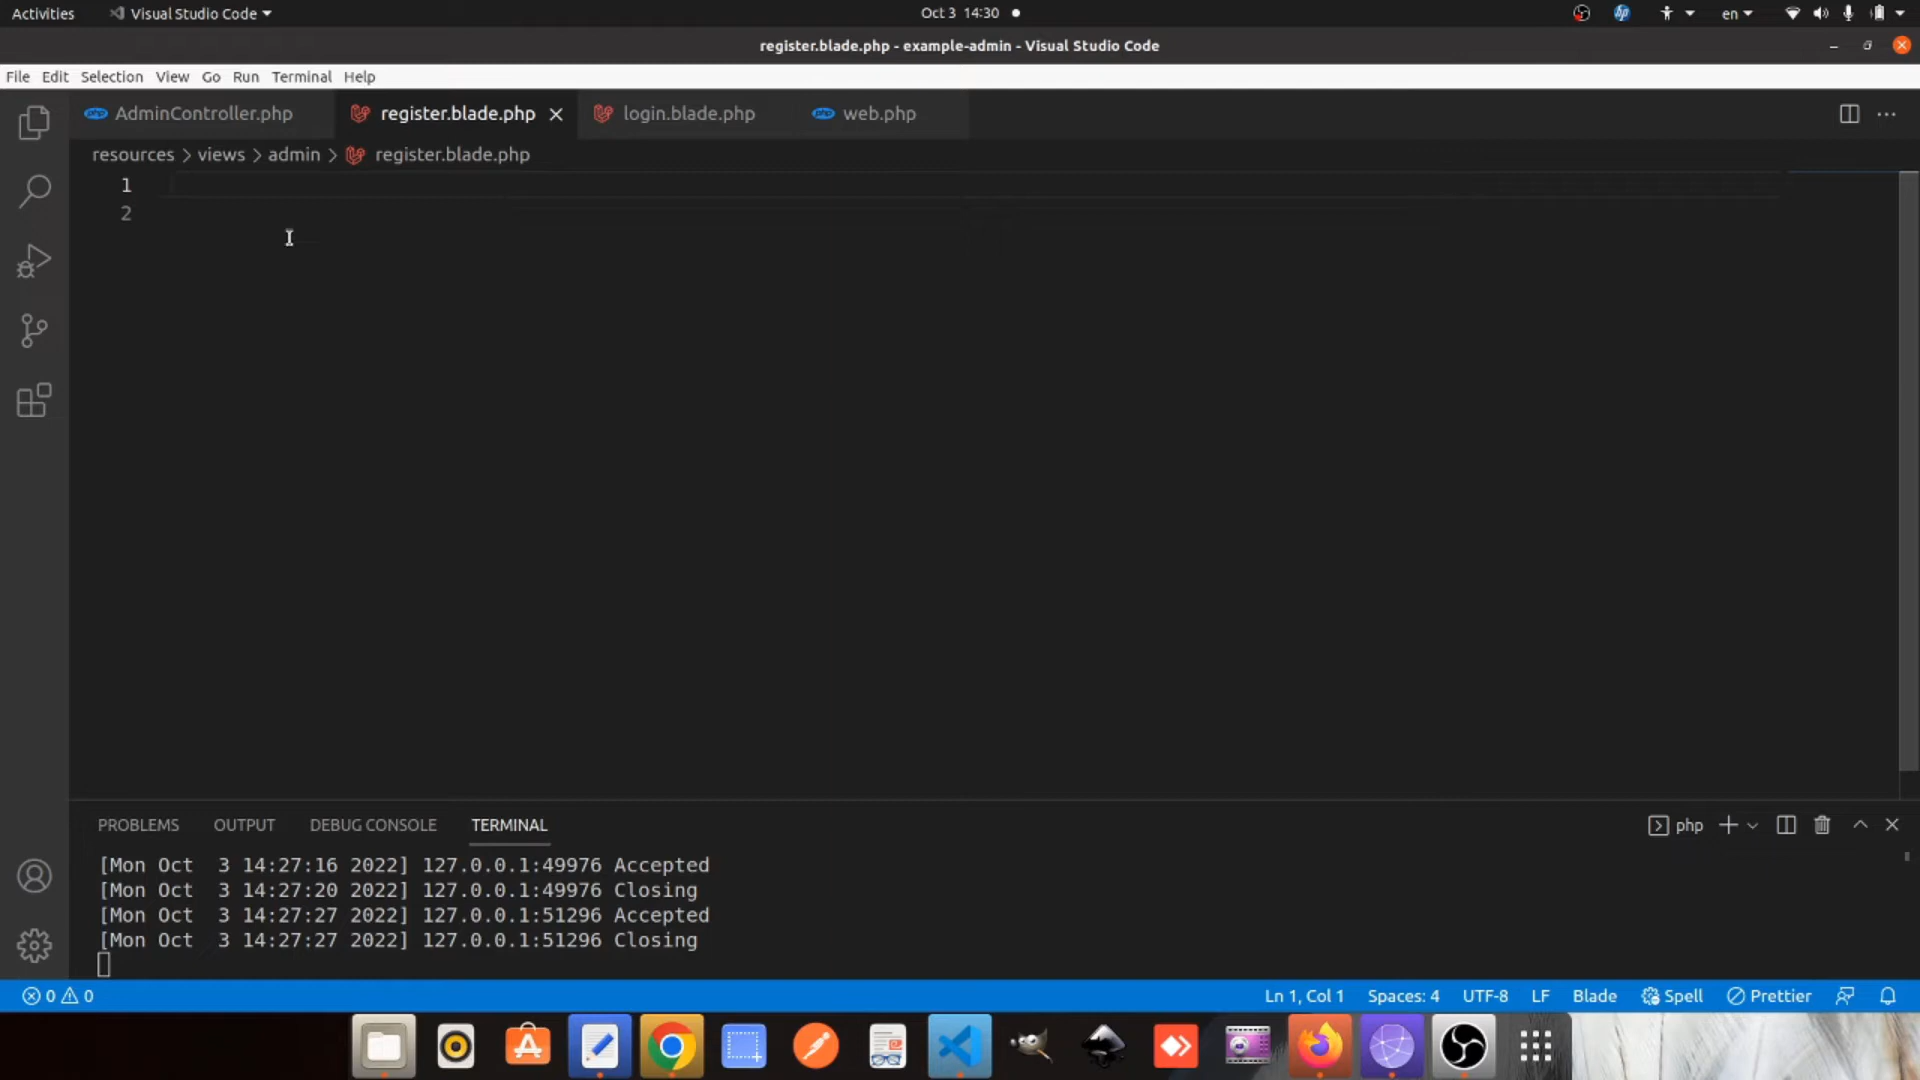 Activities Visual Studio Code Oct 3 14:30 en
register.blade.php - example-admin - Visual Studio Code
File Edit Selection View Go Run Terminal Help
php AdminController.php register.blade.php login.blade.php php web.php
resources > views > admin > register.blade.php
1
2
PROBLEMS OUTPUT DEBUG CONSOLE TERMINAL php
[Mon Oct  3 14:27:16 2022] 127.0.0.1:49976 Accepted
[Mon Oct  3 14:27:20 2022] 127.0.0.1:49976 Closing
[Mon Oct  3 14:27:27 2022] 127.0.0.1:51296 Accepted
[Mon Oct  3 14:27:27 2022] 127.0.0.1:51296 Closing
0 0 Ln 1, Col 1 Spaces: 4 UTF-8 LF Blade Spell Prettier